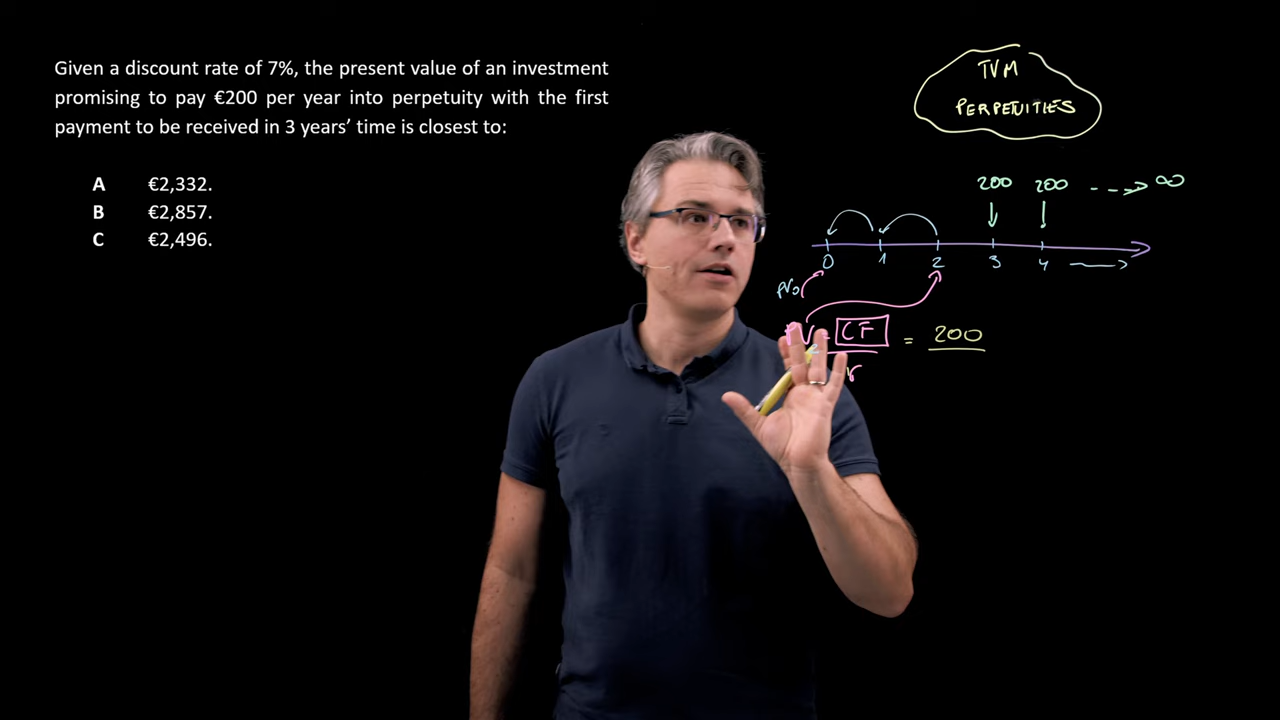 Given a discount rate of 7%, the present value of an investment
promising to pay €200 per year into perpetuity with the first
payment to be received in 3 years’ time is closest to:
A €2,332.
B €2,857.
C €2,496.
TVM
PERPENITIES
200 200 ∞
0 1 2 3 4
PV₀
CF = 200
r